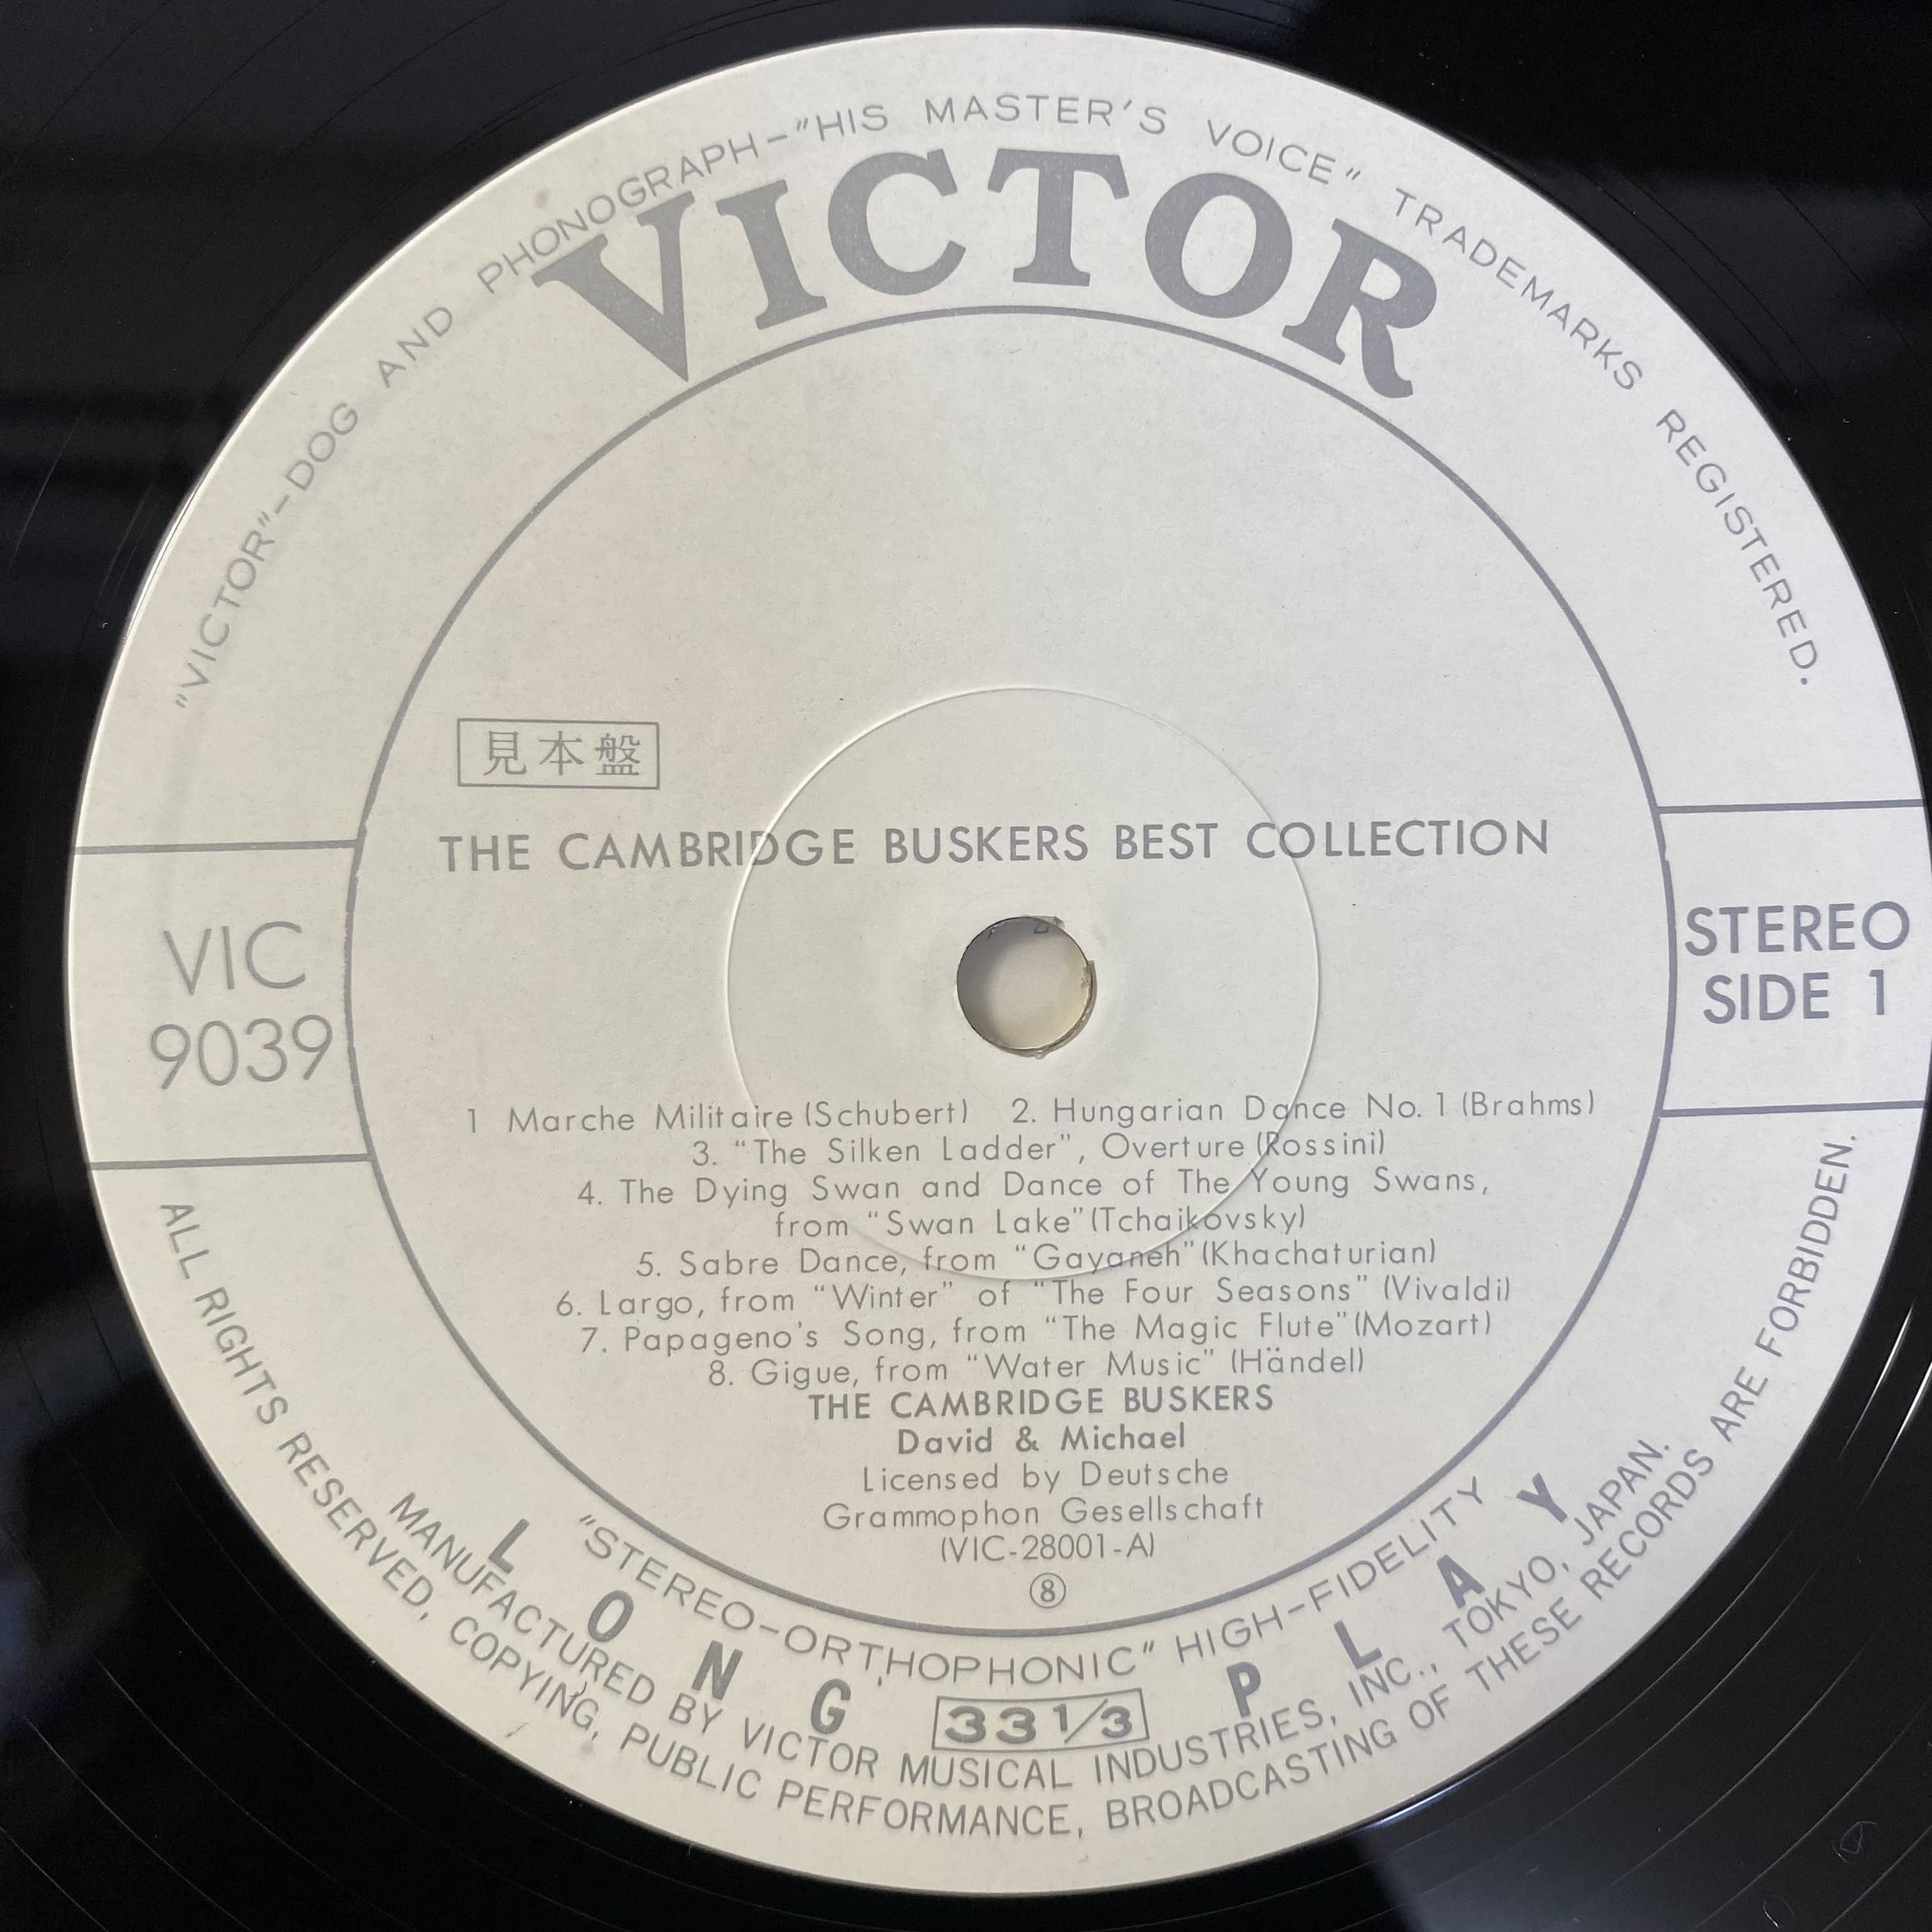 "VICTOR"-DOG AND PHONOGRAPH-"HIS MASTER'S VOICE" TRADEMARKS REGISTERED.
VICTOR
見本盤
THE CAMBRIDGE BUSKERS BEST COLLECTION
VIC
9039
STEREO
SIDE 1
1 Marche Militaire (Schubert) 2. Hungarian Dance No. 1 (Brahms)
3. "The Silken Ladder", Overture (Rossini)
4. The Dying Swan and Dance of The Young Swans,
from "Swan Lake" (Tchaikovsky)
5. Sabre Dance, from "Gayaneh" (Khachaturian)
6. Largo, from "Winter" of "The Four Seasons" (Vivaldi)
7. Papageno's Song, from "The Magic Flute" (Mozart)
8. Gigue, from "Water Music" (Händel)
THE CAMBRIDGE BUSKERS
David & Michael
Licensed by Deutsche
Grammophon Gesellschaft
(VIC-28001-A)
⑧
"STEREO-ORTHOPHONIC" HIGH-FIDELITY
LONG 33 1/3 PLAY
MANUFACTURED BY VICTOR MUSICAL INDUSTRIES, INC., TOKYO, JAPAN.
ALL RIGHTS RESERVED, COPYING, PUBLIC PERFORMANCE, BROADCASTING OF THESE RECORDS ARE FORBIDDEN.